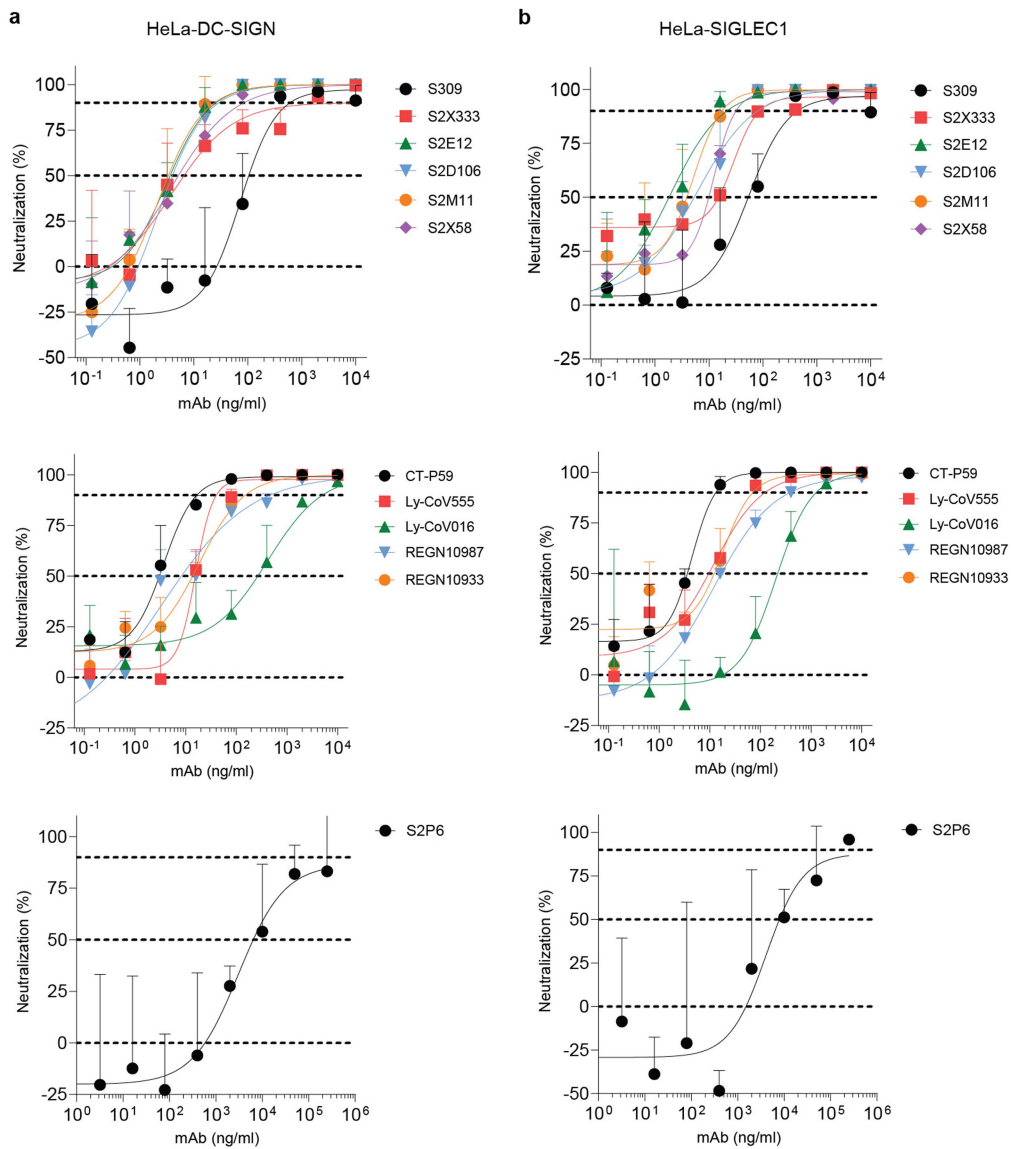 a
b
HeLa-DC-SIGN
HeLa-SIGLEC1
Neutralization (%)
100
75
50
25
0
-25
-50
10-1
100
101
102
103
104
mAb (ng/ml)
S309
S2X333
S2E12
S2D106
S2M11
S2X58
Neutralization (%)
100
75
50
25
0
-25
10-1
100
101
102
103
104
mAb (ng/ml)
S309
S2X333
S2E12
S2D106
S2M11
S2X58
Neutralization (%)
100
75
50
25
0
-25
10-1
100
101
102
103
104
mAb (ng/ml)
CT-P59
Ly-CoV555
Ly-CoV016
REGN10987
REGN10933
Neutralization (%)
100
75
50
25
0
-25
10-1
100
101
102
103
104
mAb (ng/ml)
CT-P59
Ly-CoV555
Ly-CoV016
REGN10987
REGN10933
Neutralization (%)
100
75
50
25
0
-25
100
101
102
103
104
105
106
mAb (ng/ml)
S2P6
Neutralization (%)
100
75
50
25
0
-25
-50
100
101
102
103
104
105
106
mAb (ng/ml)
S2P6